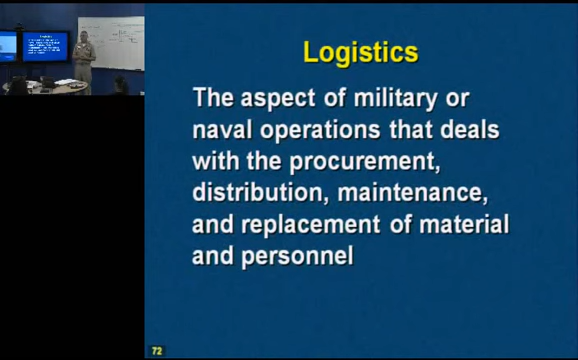 Logistics
The aspect of military or
naval operations that deals
with the procurement,
distribution, maintenance,
and replacement of material
and personnel
72